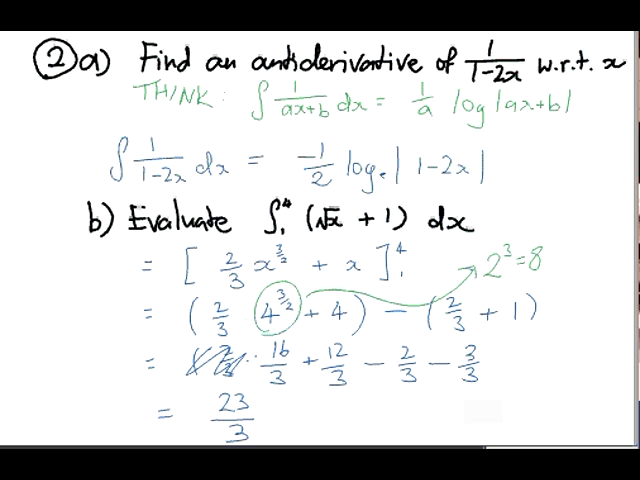 ② a) Find an antiderivative of 1/(1-2x) w.r.t. x
THINK: ∫ 1/(ax+b) dx = 1/a log |ax+b|
∫ 1/(1-2x) dx = -1/2 logₑ | 1-2x |
b) Evaluate ∫₁⁴ (√x + 1) dx
= [ 2/3 x^(3/2) + x ]₁⁴ 2³=8
= ( 2/3 4^(3/2) + 4 ) - ( 2/3 + 1 )
= 16/3 + 12/3 - 2/3 - 3/3
= 23/3